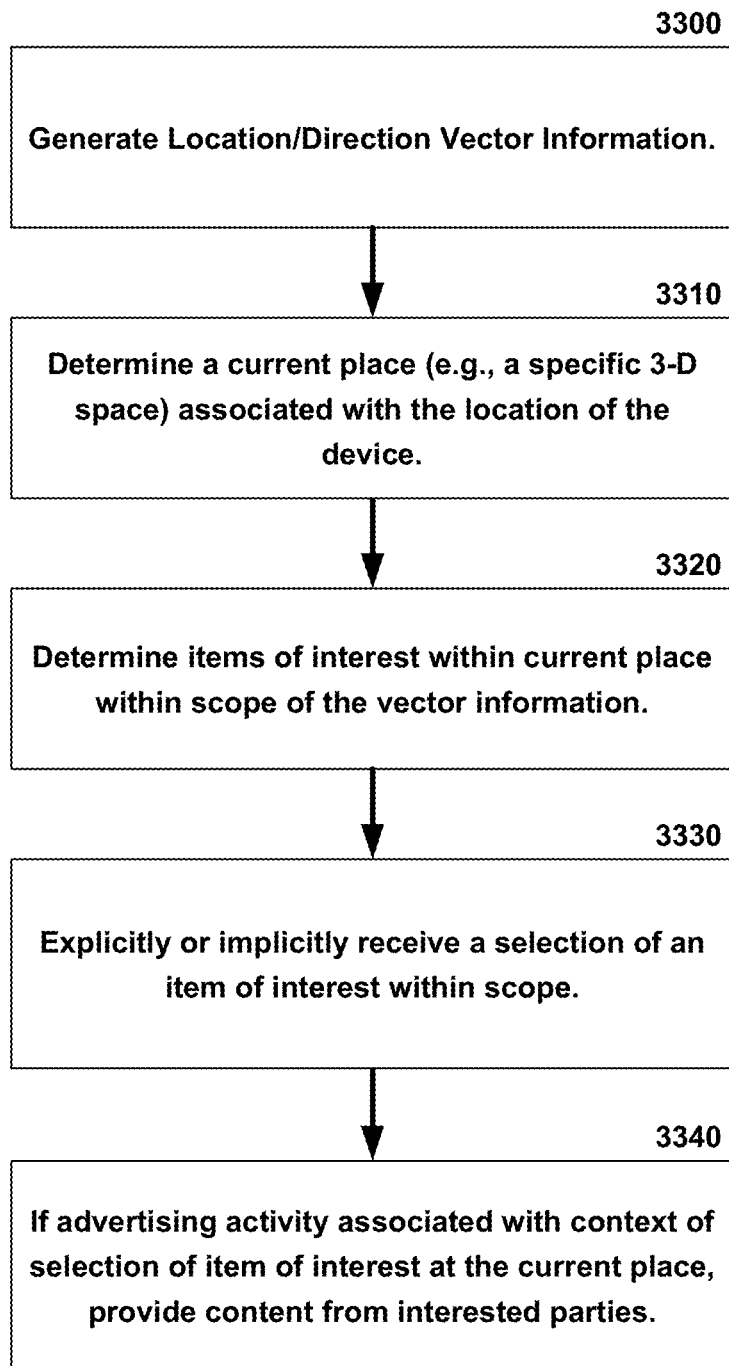 3300
Generate Location/Direction Vector Information.
3310
Determine a current place (e.g., a specific 3-D
space) associated with the location of the
device.
3320
Determine items of interest within current place
within scope of the vector information.
3330
Explicitly or implicitly receive a selection of an
item of interest within scope.
3340
If advertising activity associated with context of
selection of item of interest at the current place,
provide content from interested parties.